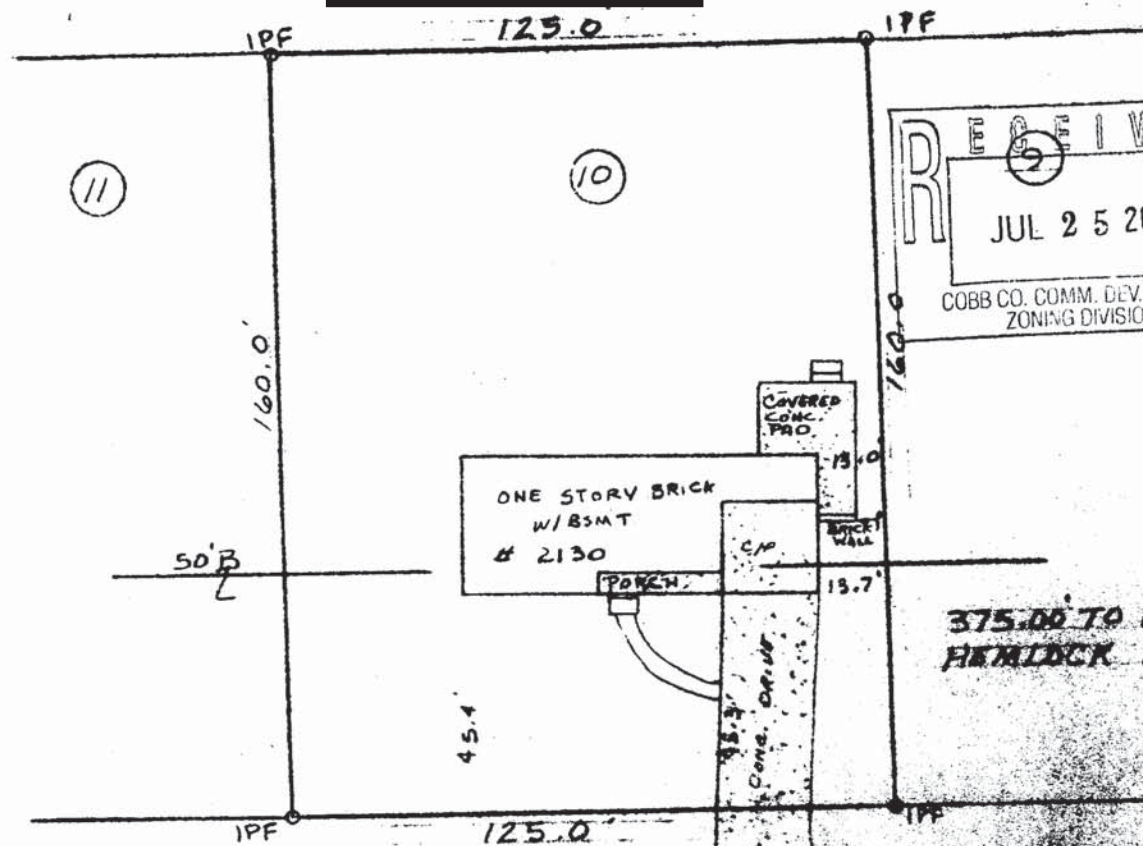 125.0
IPF
IPF
RECEIV
11
10
9
JUL 2 5 20
COBB CO. COMM. DEV.
ZONING DIVISIO
160.0'
160.0
COVERED
CONC.
PAD
13.0'
ONE STORY BRICK
W/BSMT
# 2130
BRICK
WALL
C/P
50'BL
PORCH
13.7'
375.00' TO
HEMLOCK
45.4'
CONC. DRIVE
IPF
125.0'
IPF